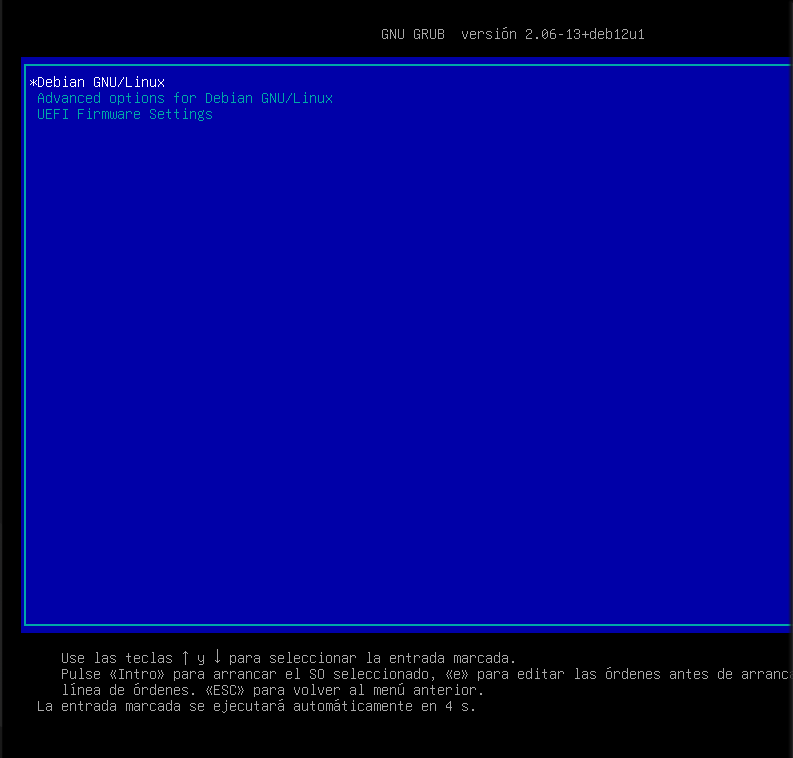 GNU GRUB  versión 2.06-13+deb12u1
*Debian GNU/Linux
Advanced options for Debian GNU/Linux
UEFI Firmware Settings
Use las teclas ↑ y ↓ para seleccionar la entrada marcada.
Pulse «Intro» para arrancar el SO seleccionado, «e» para editar las órdenes antes de arranc
línea de órdenes. «ESC» para volver al menú anterior.
La entrada marcada se ejecutará automáticamente en 4 s.